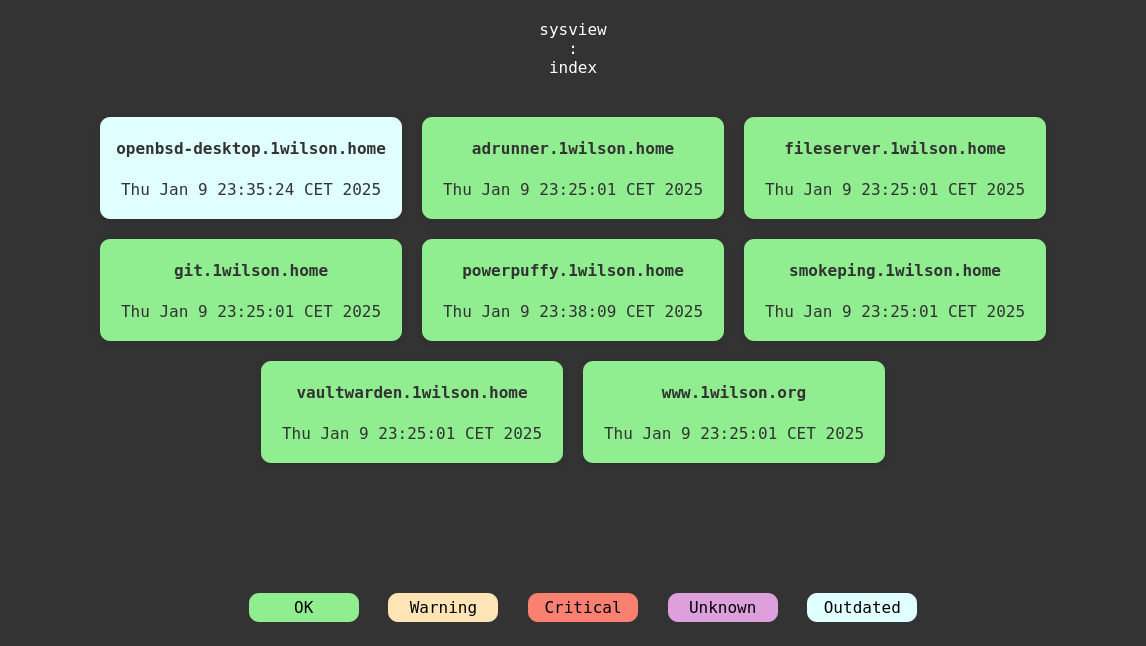 sysview
:
index
openbsd-desktop.1wilson.home
Thu Jan 9 23:35:24 CET 2025
adrunner.1wilson.home
Thu Jan 9 23:25:01 CET 2025
fileserver.1wilson.home
Thu Jan 9 23:25:01 CET 2025
git.1wilson.home
Thu Jan 9 23:25:01 CET 2025
powerpuffy.1wilson.home
Thu Jan 9 23:38:09 CET 2025
smokeping.1wilson.home
Thu Jan 9 23:25:01 CET 2025
vaultwarden.1wilson.home
Thu Jan 9 23:25:01 CET 2025
www.1wilson.org
Thu Jan 9 23:25:01 CET 2025
OK
Warning
Critical
Unknown
Outdated